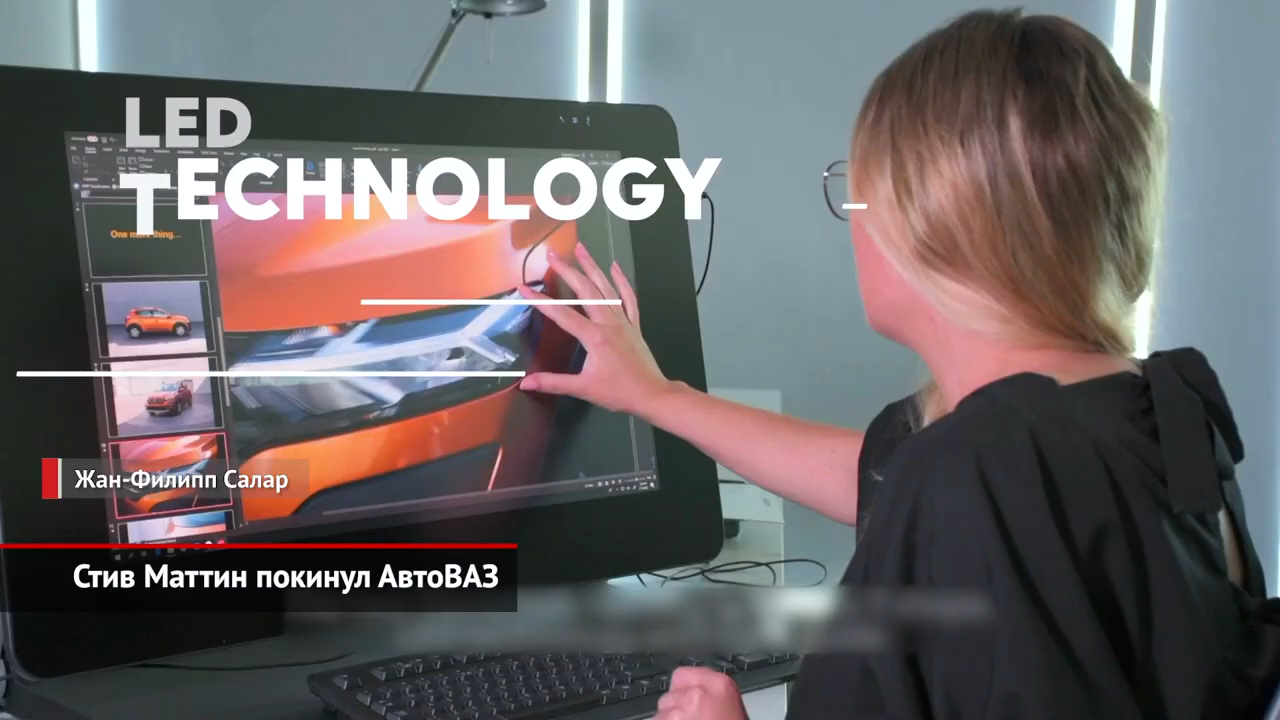 LED
TECHNOLOGY
One more thing...
Жан-Филипп Салар
Стив Маттин покинул АвтоВАЗ